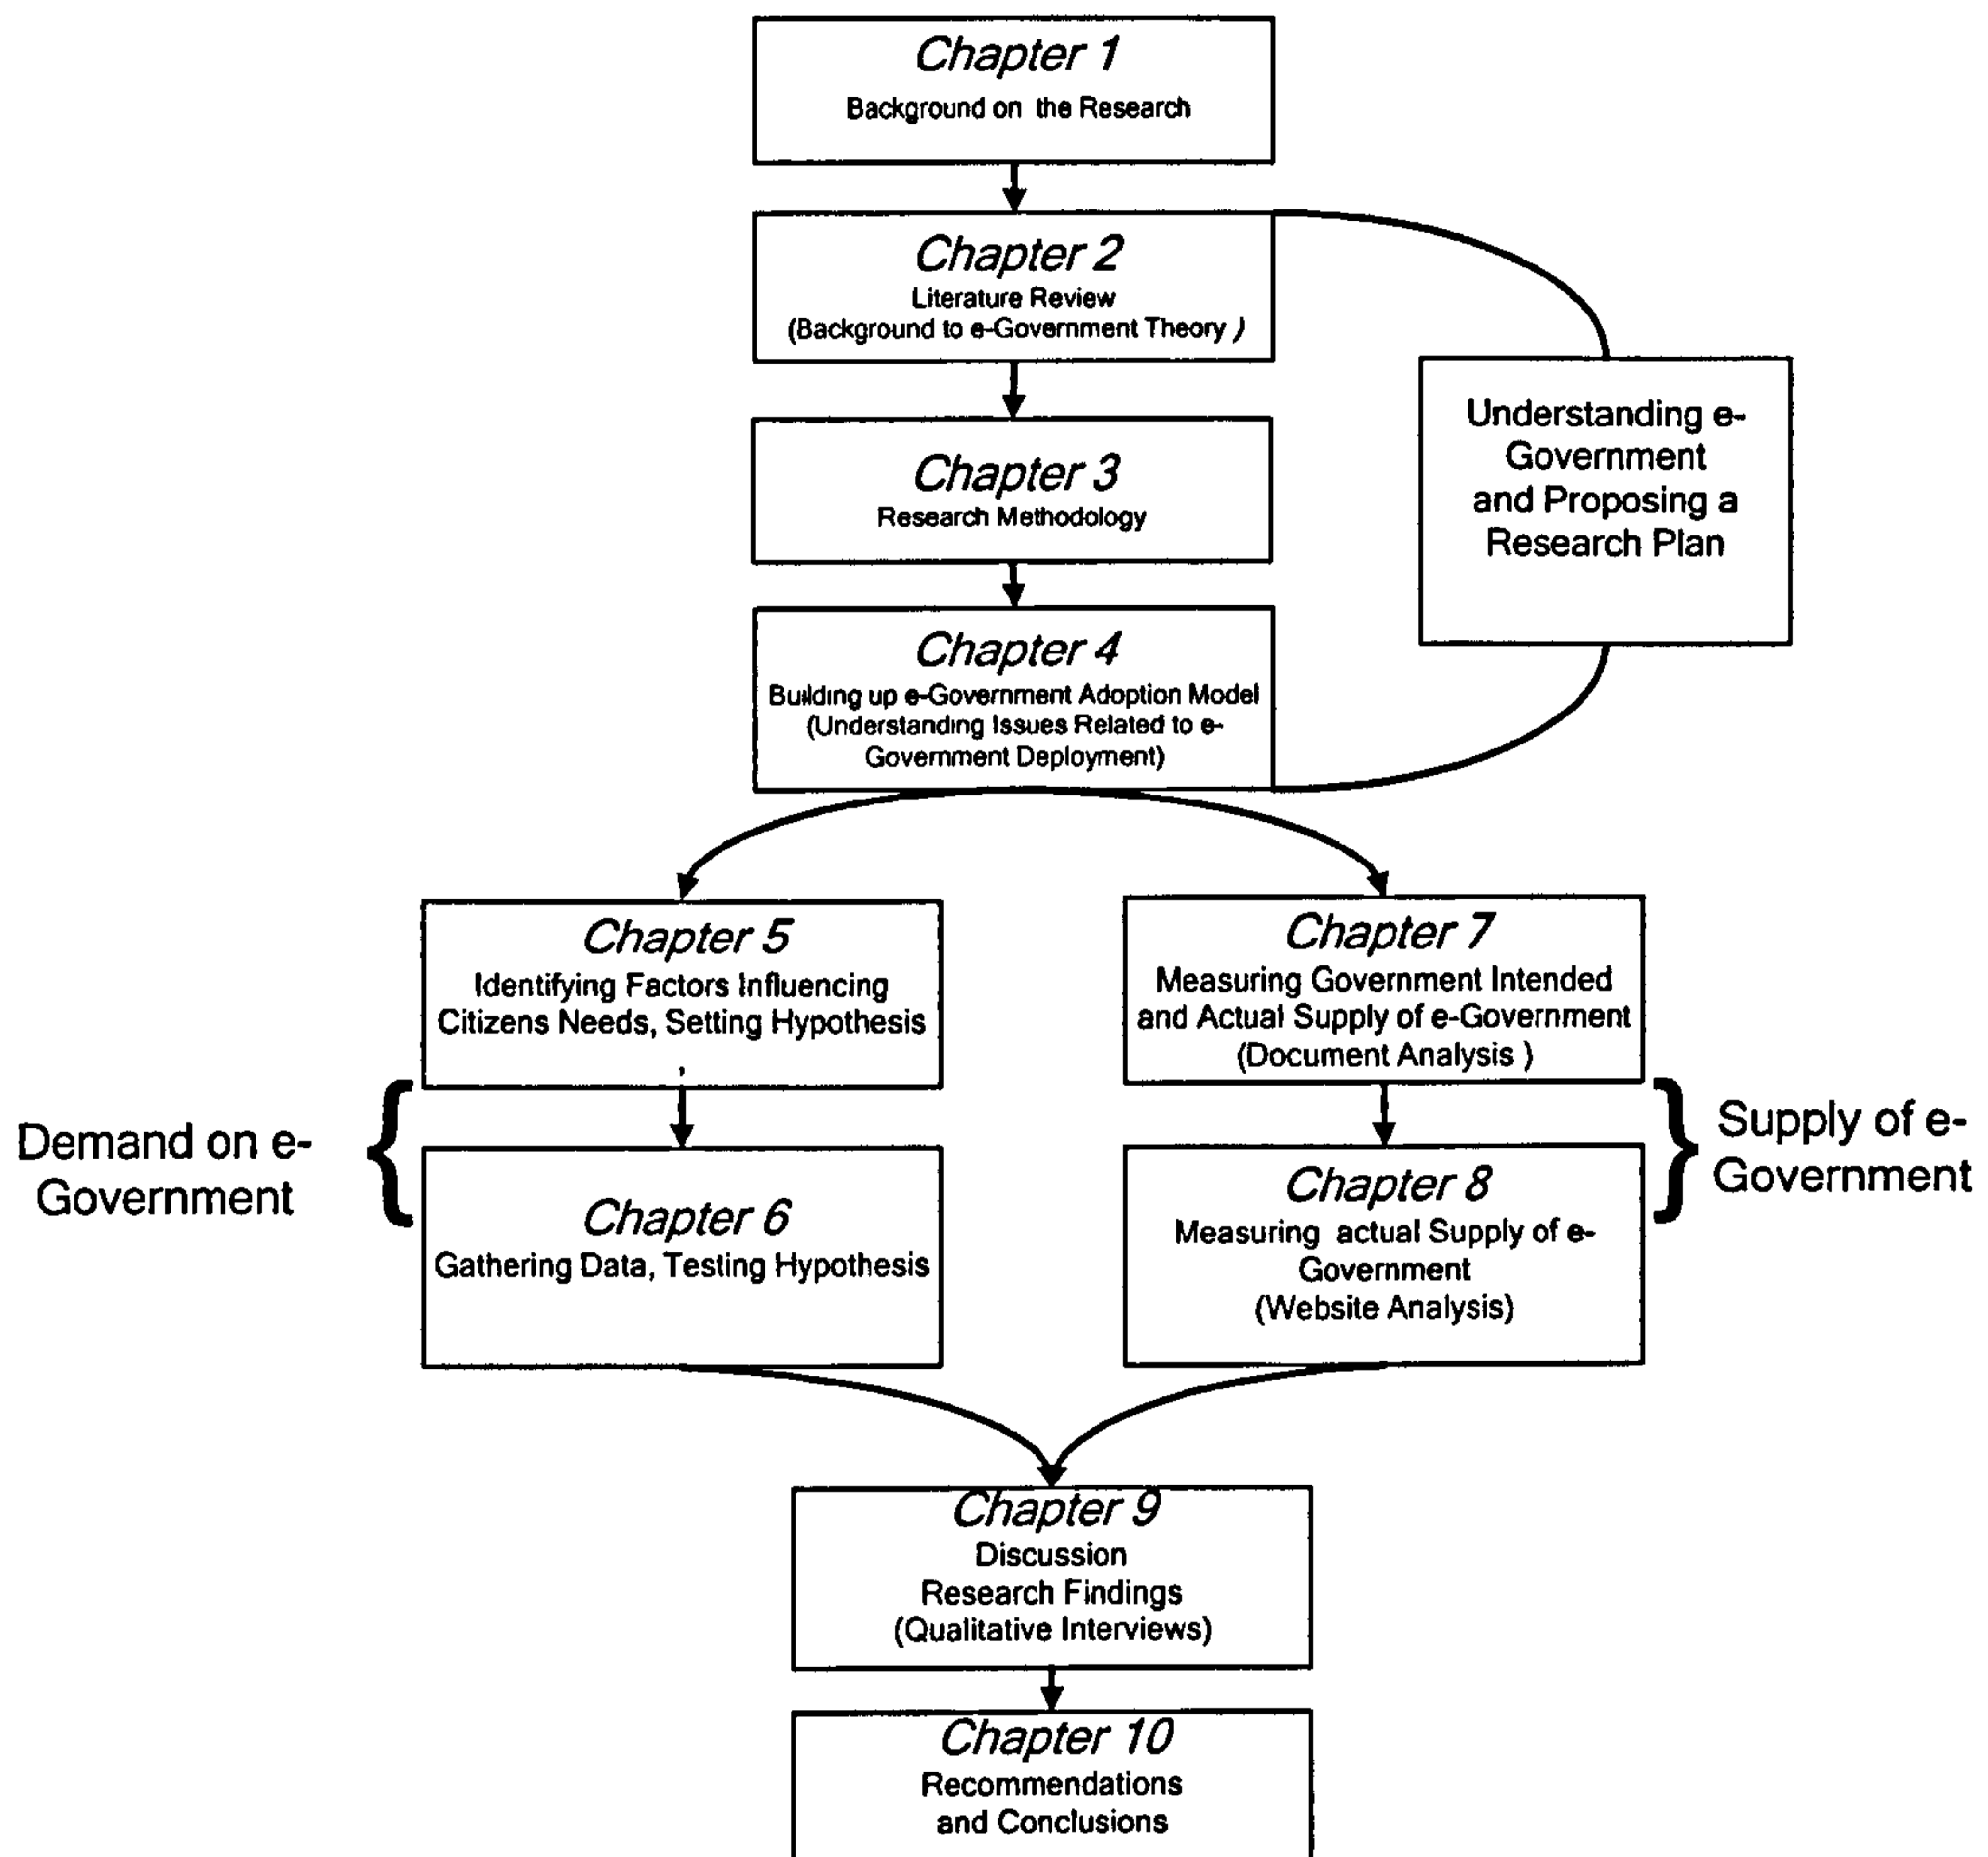 Chapter 1
Background on the Research
Chapter 2
Literature Review
(Background to e-Government Theory )
Chapter 3
Research Methodology
Understanding e-
Government
and Proposing a
Research Plan
Chapter 4
Building up e-Government Adoption Model
(Understanding Issues Related to e-
Government Deployment)
Chapter 5
Identifying Factors Influencing
Citizens Needs, Setting Hypothesis
Chapter 7
Measuring Government Intended
and Actual Supply of e-Government
(Document Analysis )
Demand on e-
Government
Supply of e-
Government
Chapter 6
Gathering Data, Testing Hypothesis
Chapter 8
Measuring actual Supply of e-
Government
(Website Analysis)
Chapter 9
Discussion
Research Findings
(Qualitative Interviews)
Chapter 10
Recommendations
and Conclusions